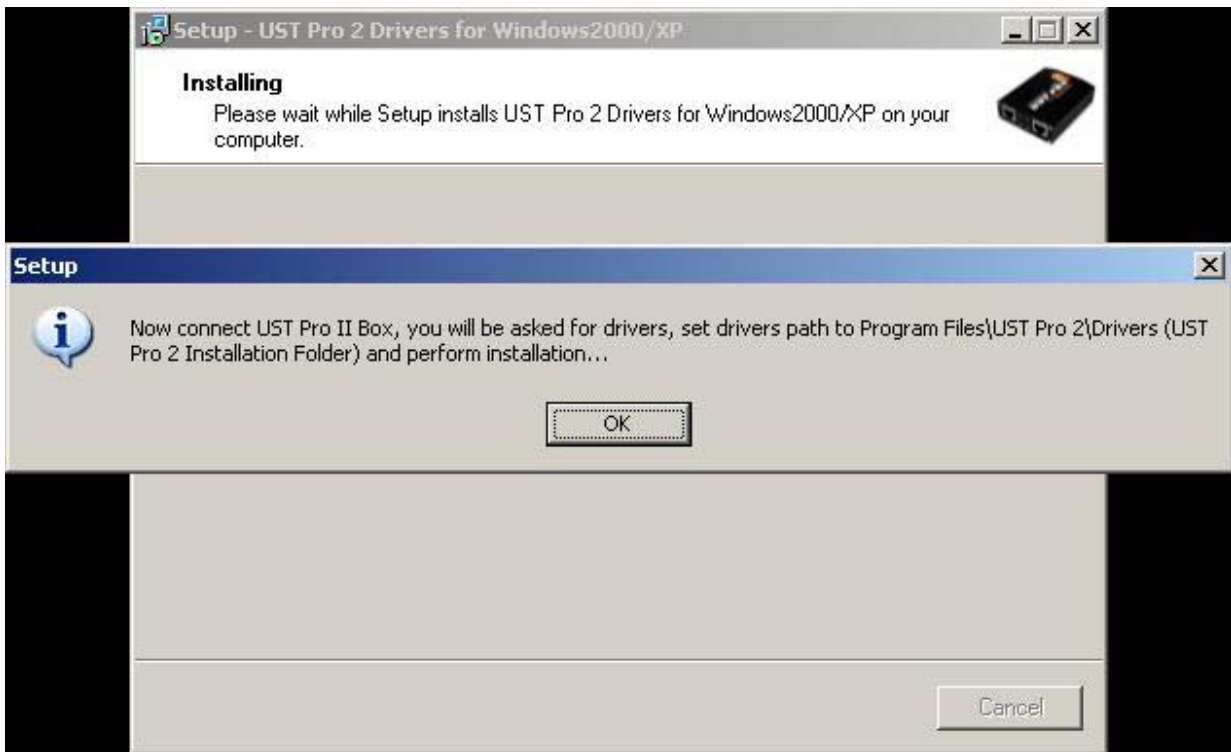 Setup - UST Pro 2 Drivers for Windows2000/XP
Installing
Please wait while Setup installs UST Pro 2 Drivers for Windows2000/XP on your
computer.
Setup
Now connect UST Pro II Box, you will be asked for drivers, set drivers path to Program Files\UST Pro 2\Drivers (UST
Pro 2 Installation Folder) and perform installation...
OK
Cancel